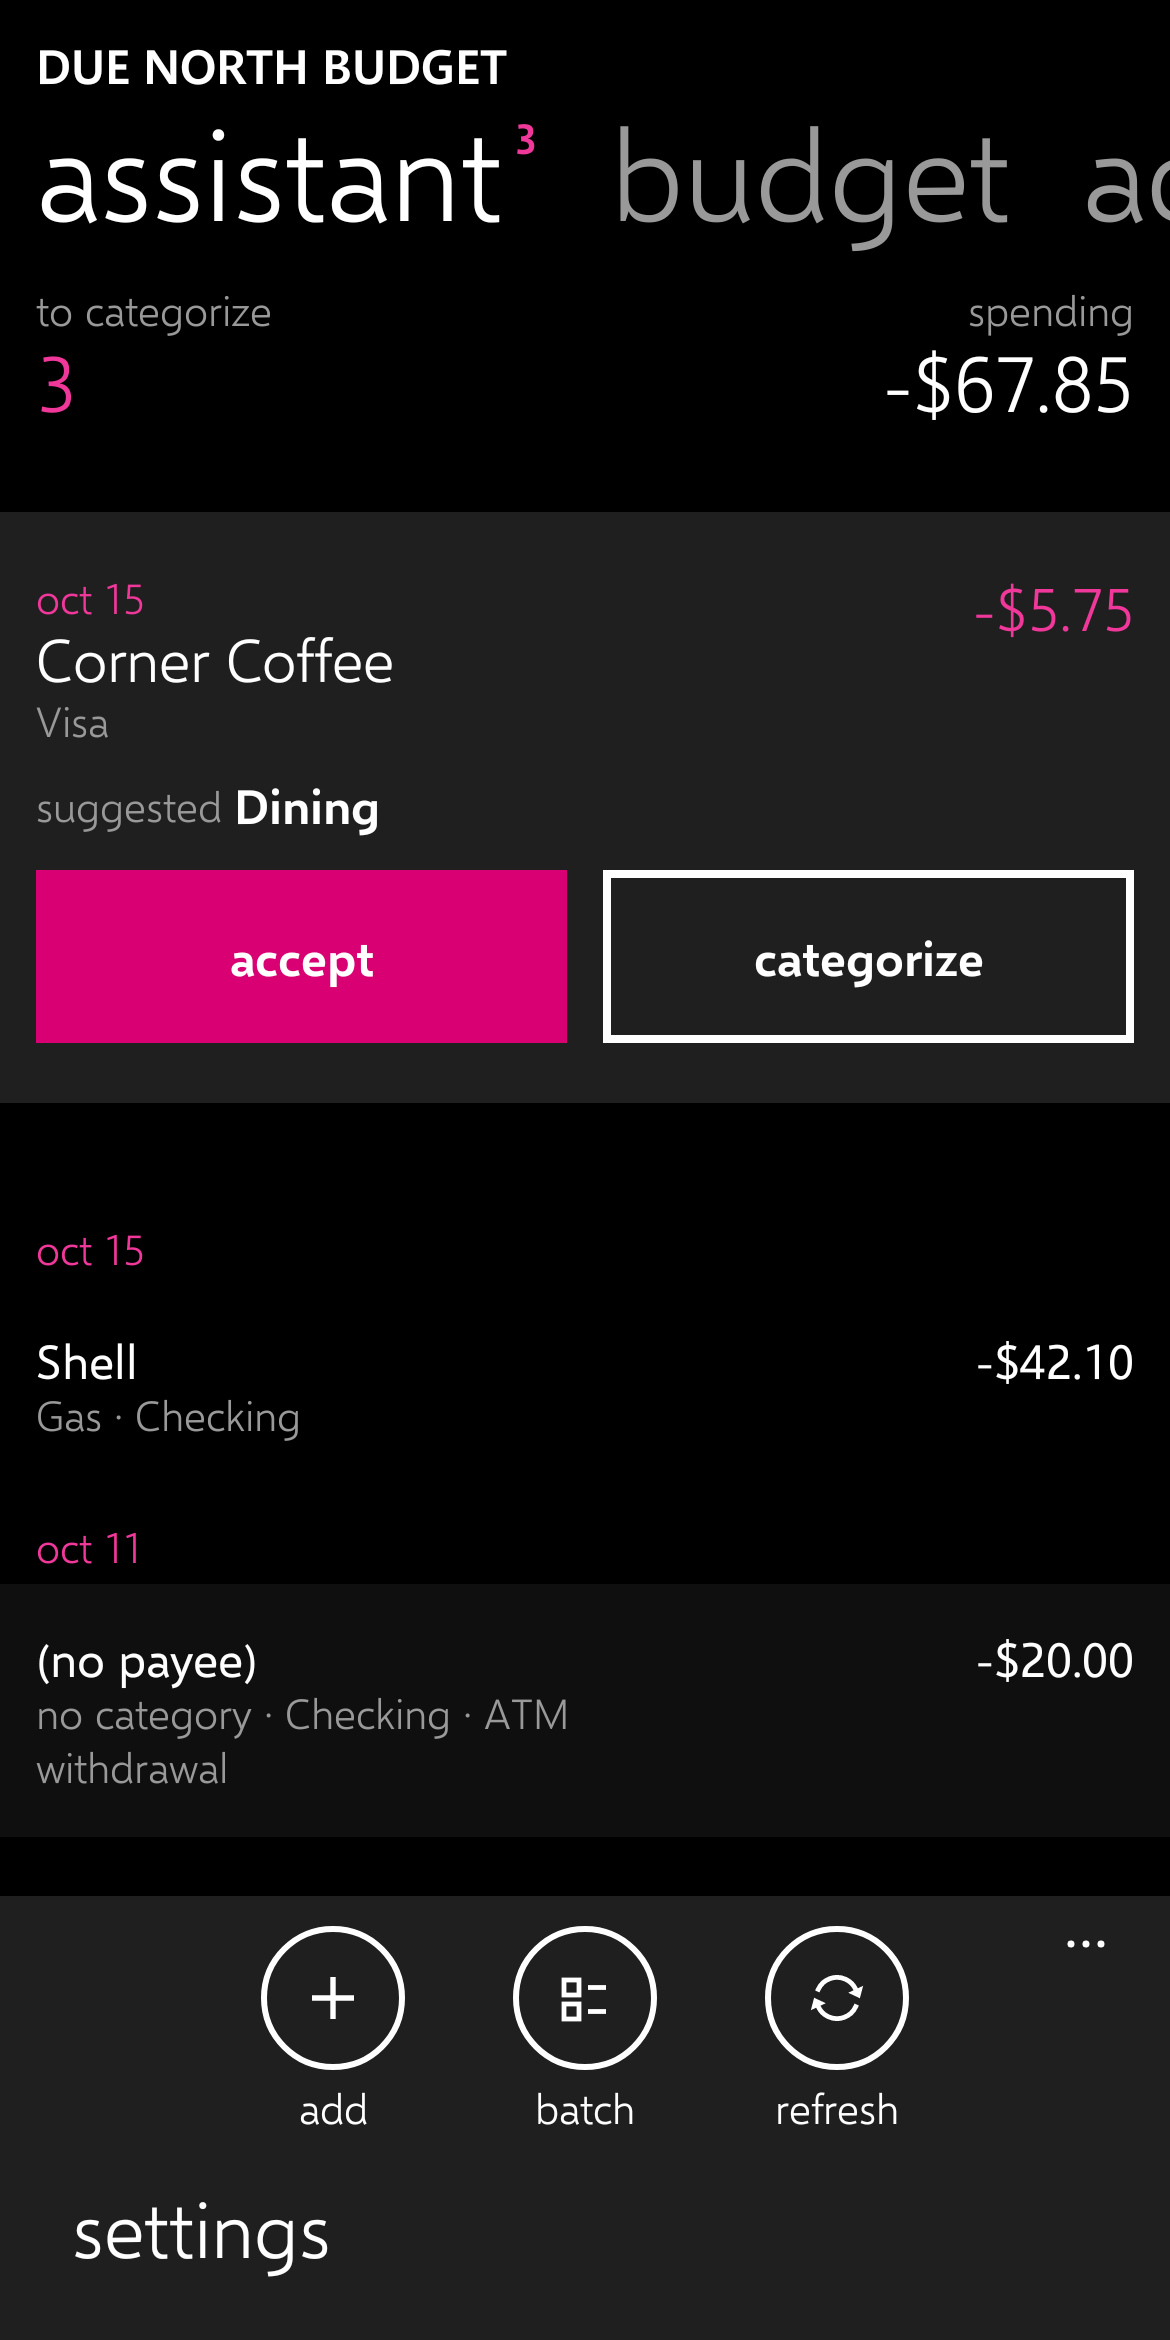 DUE NORTH BUDGET
assistant 3 budget ac
to categorize spending
3 -$67.85
oct 15 -$5.75
Corner Coffee
Visa
suggested Dining
accept categorize
oct 15
Shell -$42.10
Gas · Checking
oct 11
(no payee) -$20.00
no category · Checking · ATM
withdrawal
...
add batch refresh
settings